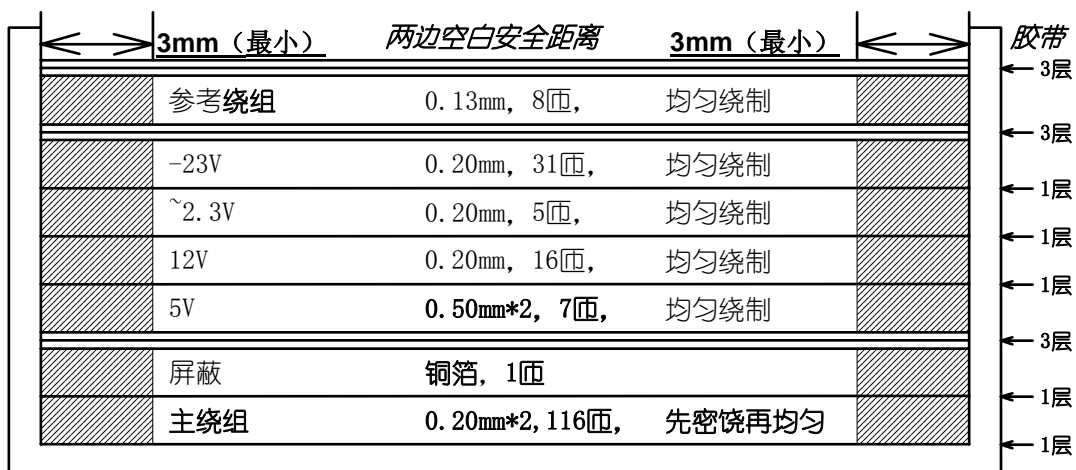 3mm（最小） 两边空白安全距离 3mm（最小） 胶带
3层
参考绕组 0.13mm, 8匝, 均匀绕制
3层
-23V 0.20mm, 31匝, 均匀绕制
1层
~2.3V 0.20mm, 5匝, 均匀绕制
1层
12V 0.20mm, 16匝, 均匀绕制
1层
5V 0.50mm*2, 7匝, 均匀绕制
3层
屏蔽 铜箔, 1匝
1层
主绕组 0.20mm*2,116匝, 先密饶再均匀
1层